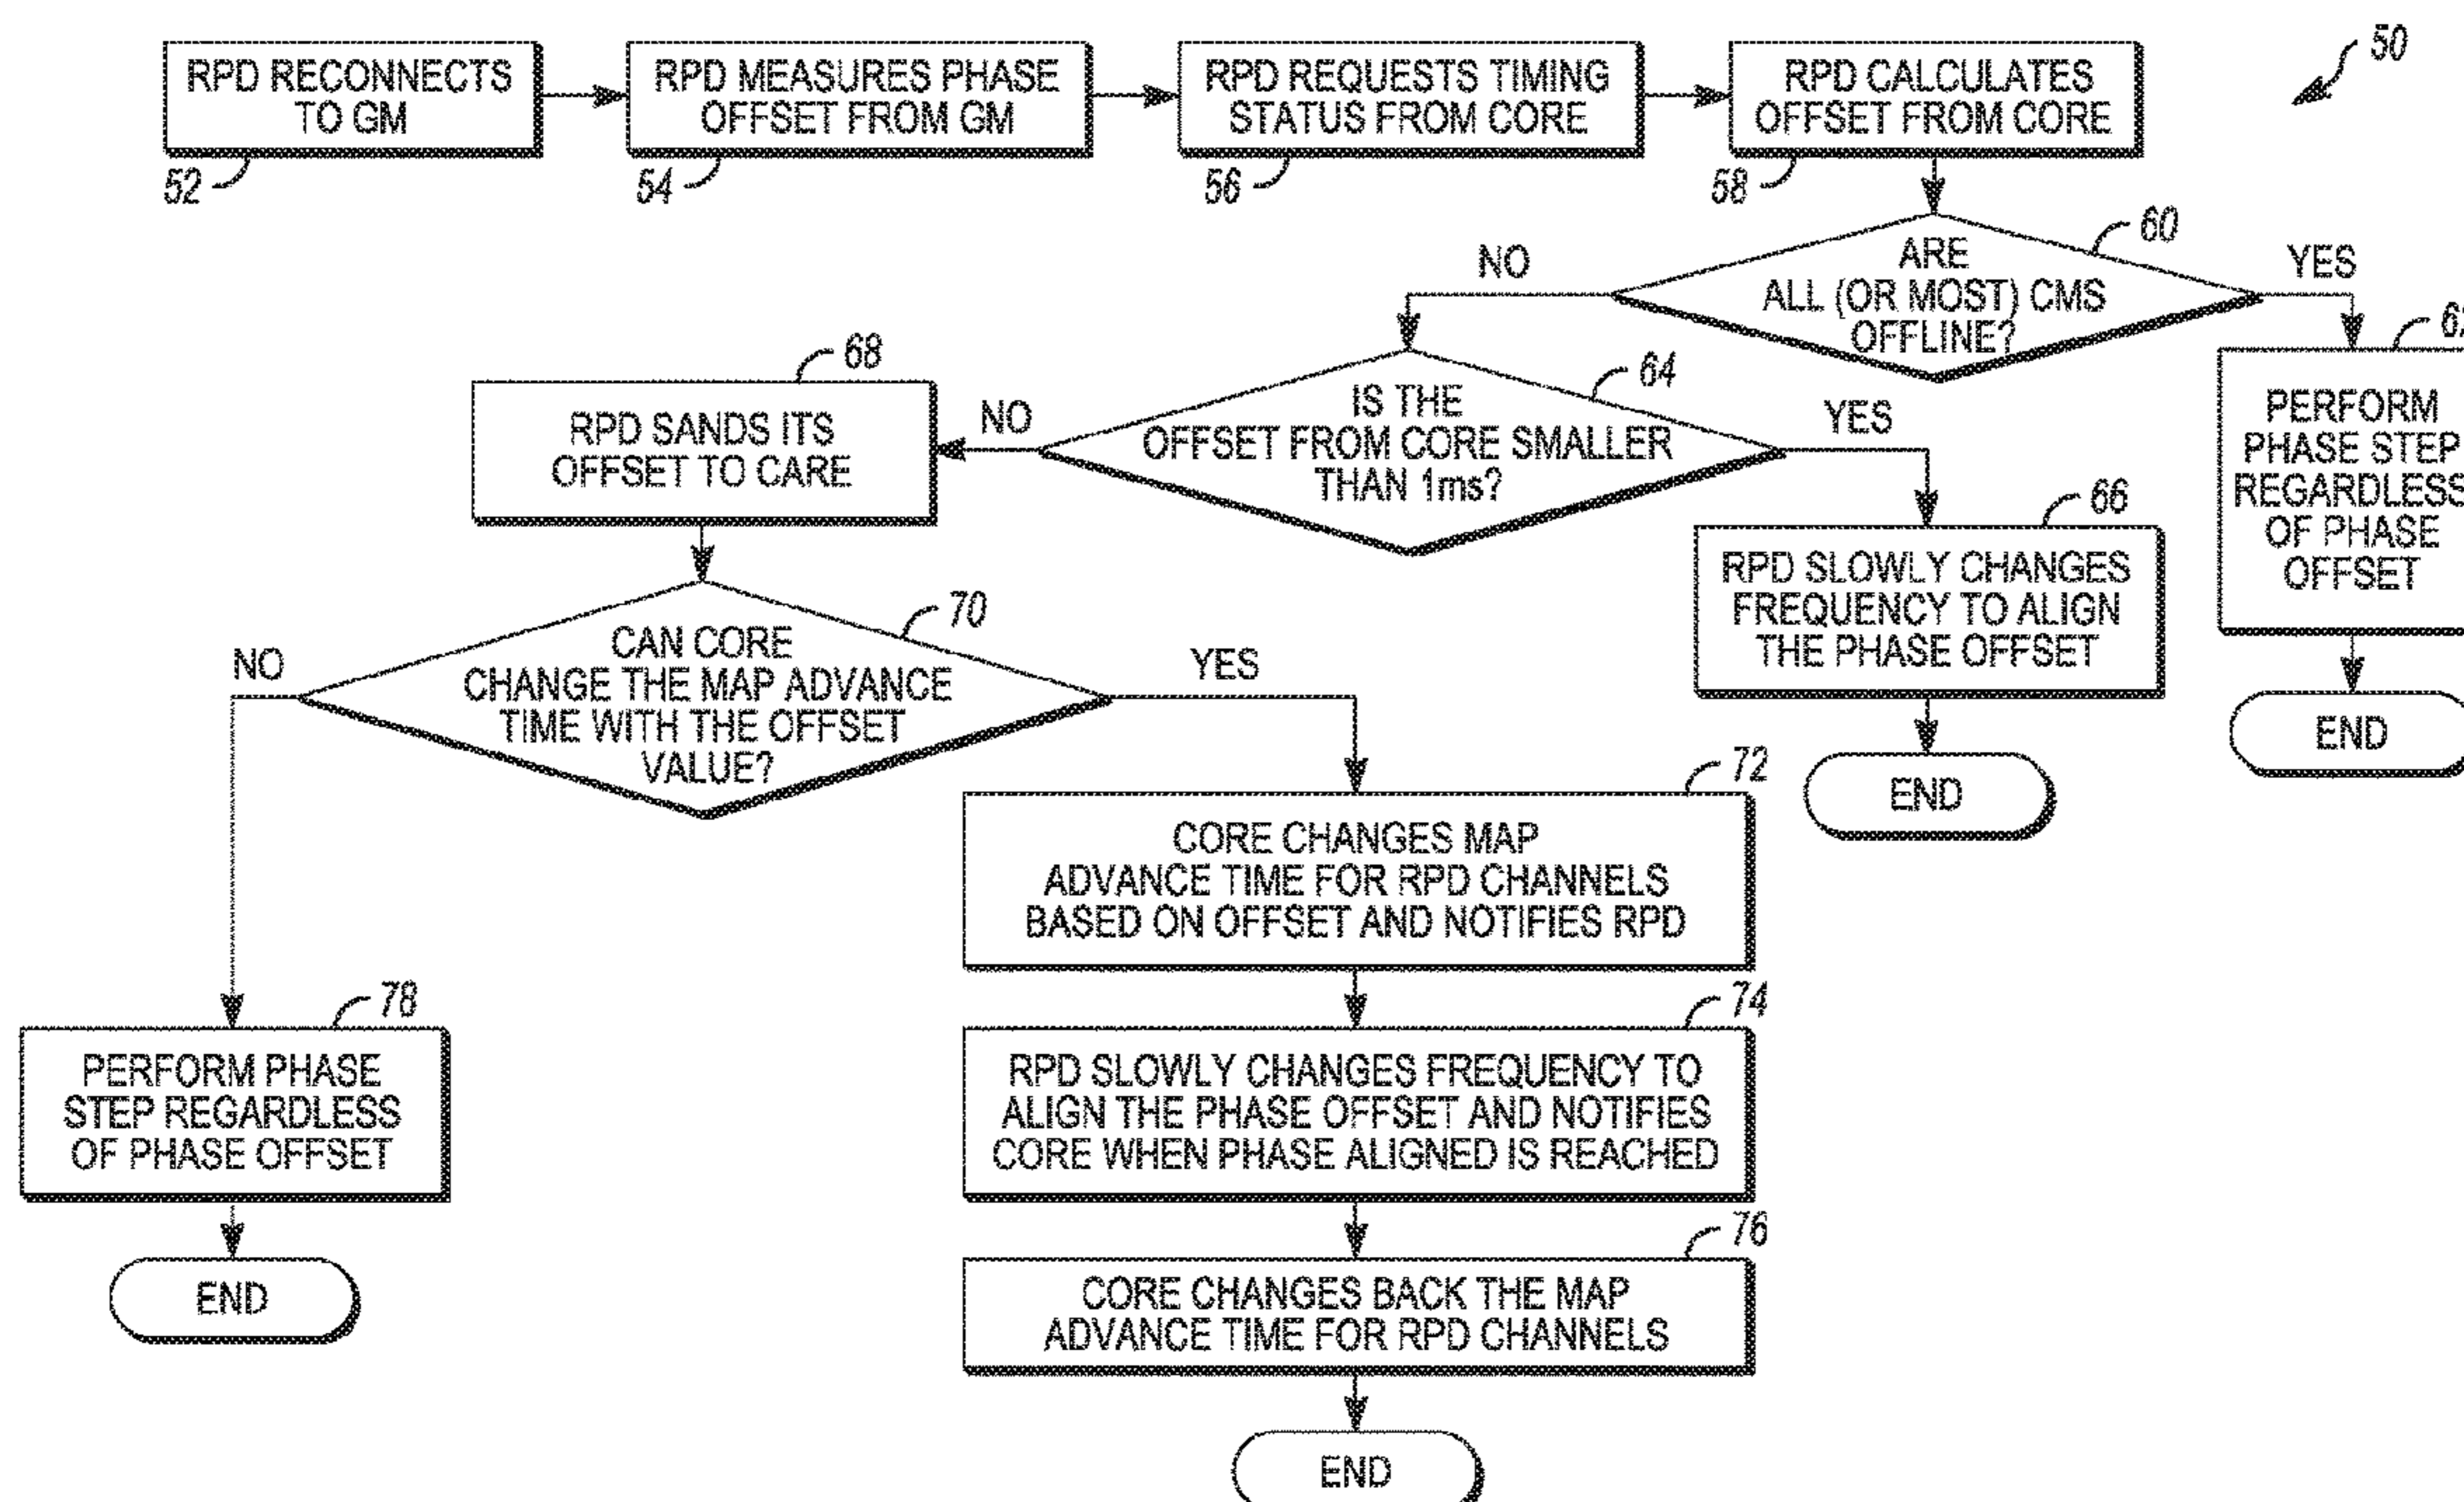 50
RPD RECONNECTS
TO GM
52
RPD MEASURES PHASE
OFFSET FROM GM
54
RPD REQUESTS TIMING
STATUS FROM CORE
56
RPD CALCULATES
OFFSET FROM CORE
58
ARE
ALL (OR MOST) CMS
OFFLINE?
60
NO
YES
PERFORM
PHASE STEP
REGARDLESS
OF PHASE
OFFSET
END
IS THE
OFFSET FROM CORE SMALLER
THAN 1ms?
64
NO
YES
RPD SLOWLY CHANGES
FREQUENCY TO ALIGN
THE PHASE OFFSET
66
END
RPD SANDS ITS
OFFSET TO CARE
68
CAN CORE
CHANGE THE MAP ADVANCE
TIME WITH THE OFFSET
VALUE?
70
NO
YES
CORE CHANGES MAP
ADVANCE TIME FOR RPD CHANNELS
BASED ON OFFSET AND NOTIFIES RPD
72
RPD SLOWLY CHANGES FREQUENCY TO
ALIGN THE PHASE OFFSET AND NOTIFIES
CORE WHEN PHASE ALIGNED IS REACHED
74
CORE CHANGES BACK THE MAP
ADVANCE TIME FOR RPD CHANNELS
76
END
PERFORM PHASE
STEP REGARDLESS
OF PHASE OFFSET
78
END